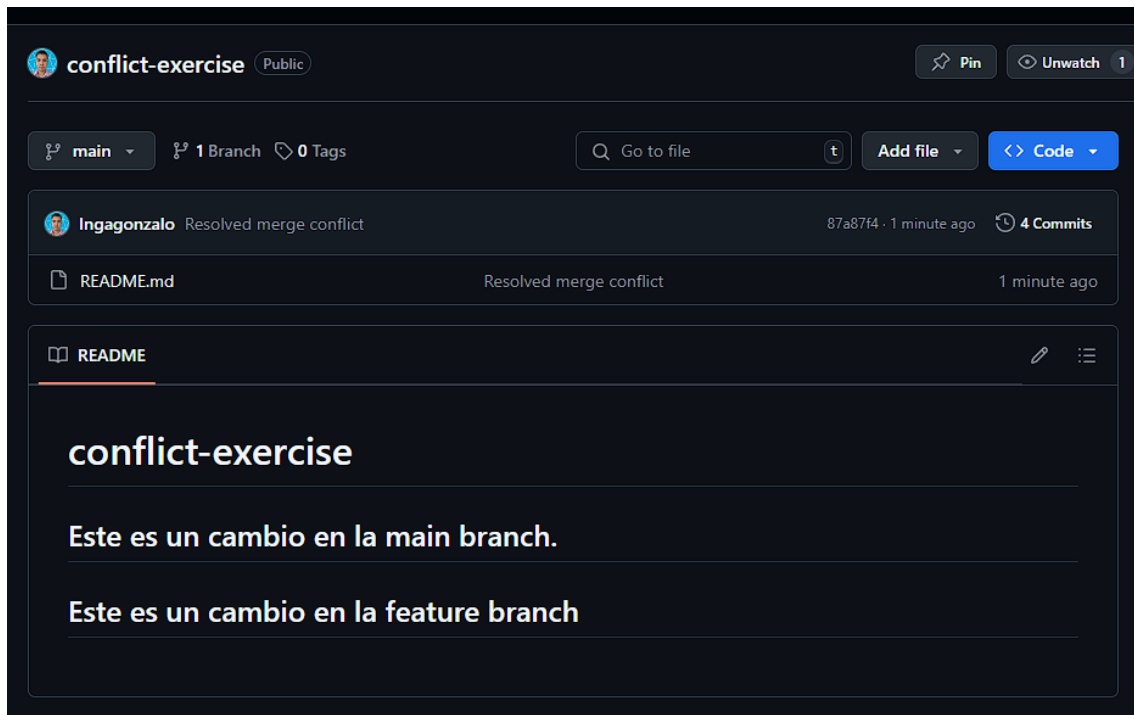 conflict-exercise Public Pin Unwatch 1
main 1 Branch 0 Tags Go to file t Add file <> Code
Ingagonzalo Resolved merge conflict 87a87f4 · 1 minute ago 4 Commits
README.md Resolved merge conflict 1 minute ago
README
conflict-exercise
Este es un cambio en la main branch.
Este es un cambio en la feature branch